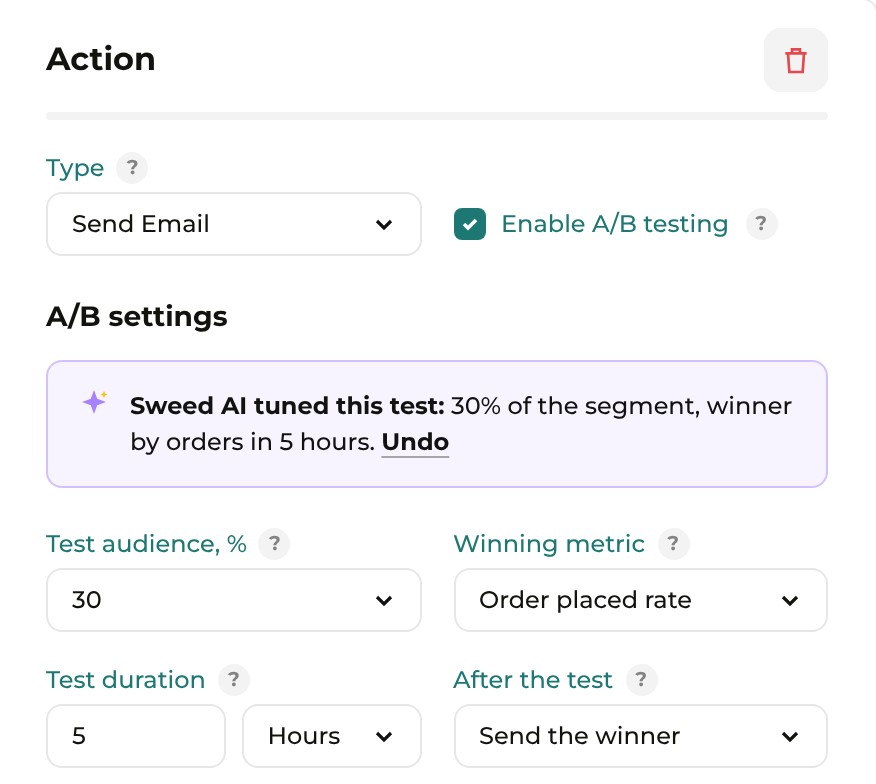 Action
Type ?
Send Email
Enable A/B testing ?
A/B settings
Sweed AI tuned this test: 30% of the segment, winner
by orders in 5 hours. Undo
Test audience, % ?
Winning metric ?
30
Order placed rate
Test duration ?
After the test ?
5
Hours
Send the winner